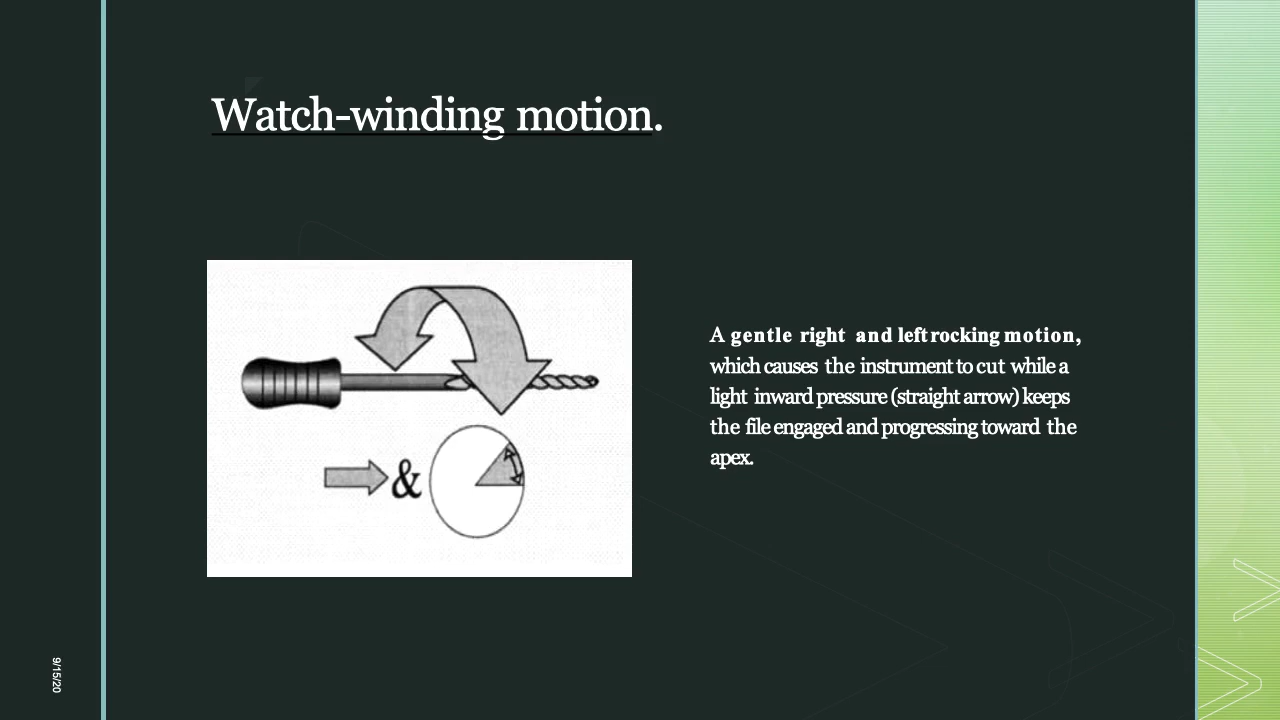 Watch-winding motion.
&
A gentle right and left rocking motion,
which causes the instrument to cut while a
light inward pressure (straight arrow) keeps
the file engaged and progressing toward the
apex.
9/15/20